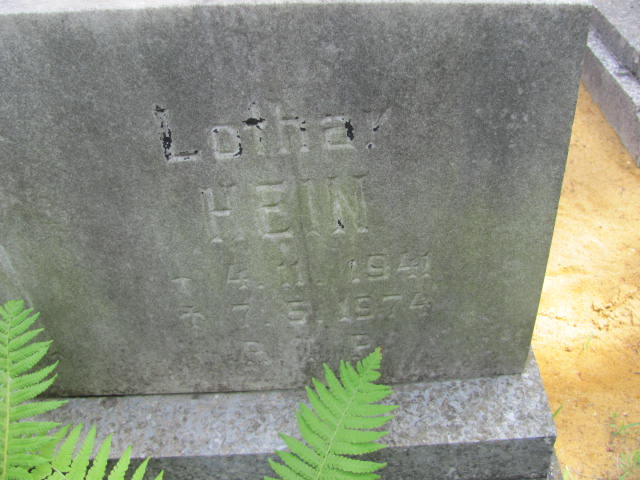 Lothar
HEIN
* 4.11.1941
† 7.5.1974
R.I.P.